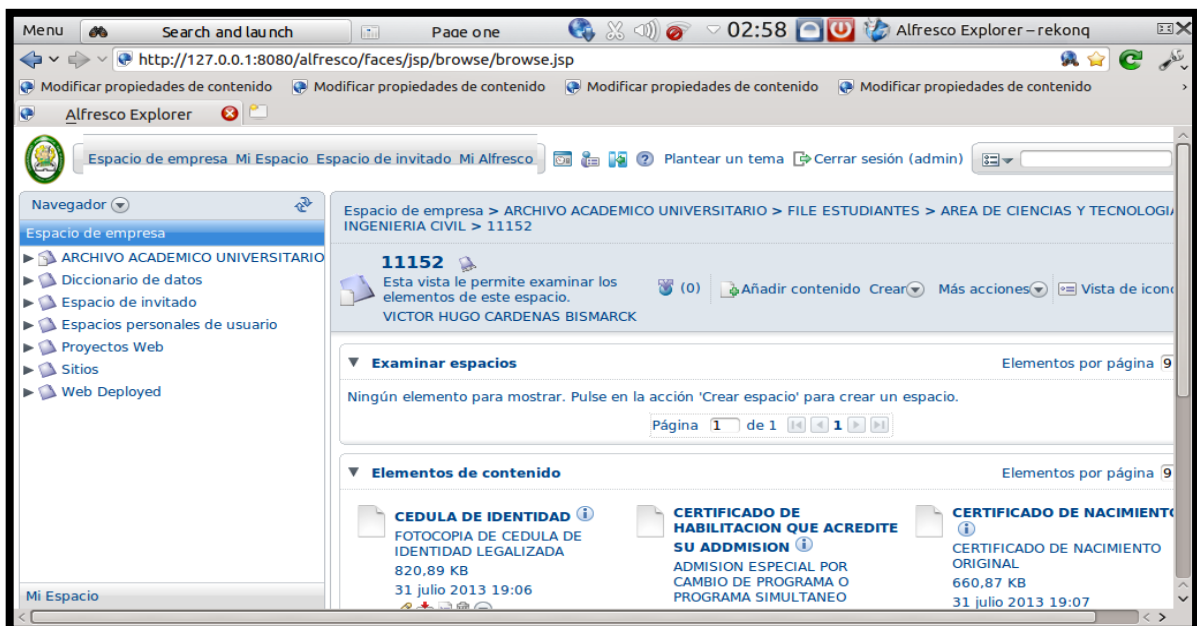 Menu Search and launch Page one 02:58 Alfresco Explorer – rekonq
http://127.0.0.1:8080/alfresco/faces/jsp/browse/browse.jsp
Modificar propiedades de contenido Modificar propiedades de contenido Modificar propiedades de contenido Modificar propiedades de contenido
Alfresco Explorer
Espacio de empresa Mi Espacio Espacio de invitado Mi Alfresco Plantear un tema Cerrar sesión (admin)
Navegador
Espacio de empresa
ARCHIVO ACADEMICO UNIVERSITARIO
Diccionario de datos
Espacio de invitado
Espacios personales de usuario
Proyectos Web
Sitios
Web Deployed
Mi Espacio
Espacio de empresa > ARCHIVO ACADEMICO UNIVERSITARIO > FILE ESTUDIANTES > AREA DE CIENCIAS Y TECNOLOGI
INGENIERIA CIVIL > 11152
11152
Esta vista le permite examinar los
elementos de este espacio.
VICTOR HUGO CARDENAS BISMARCK
(0) Añadir contenido Crear Más acciones Vista de icon
Examinar espacios Elementos por página 9
Ningún elemento para mostrar. Pulse en la acción 'Crear espacio' para crear un espacio.
Página 1 de 1 1
Elementos de contenido Elementos por página 9
CEDULA DE IDENTIDAD
FOTOCOPIA DE CEDULA DE
IDENTIDAD LEGALIZADA
820,89 KB
31 julio 2013 19:06
CERTIFICADO DE
HABILITACION QUE ACREDITE
SU ADDMISION
ADMISION ESPECIAL POR
CAMBIO DE PROGRAMA O
PROGRAMA SIMULTANEO
CERTIFICADO DE NACIMIENT
CERTIFICADO DE NACIMIENTO
ORIGINAL
660,87 KB
31 julio 2013 19:07